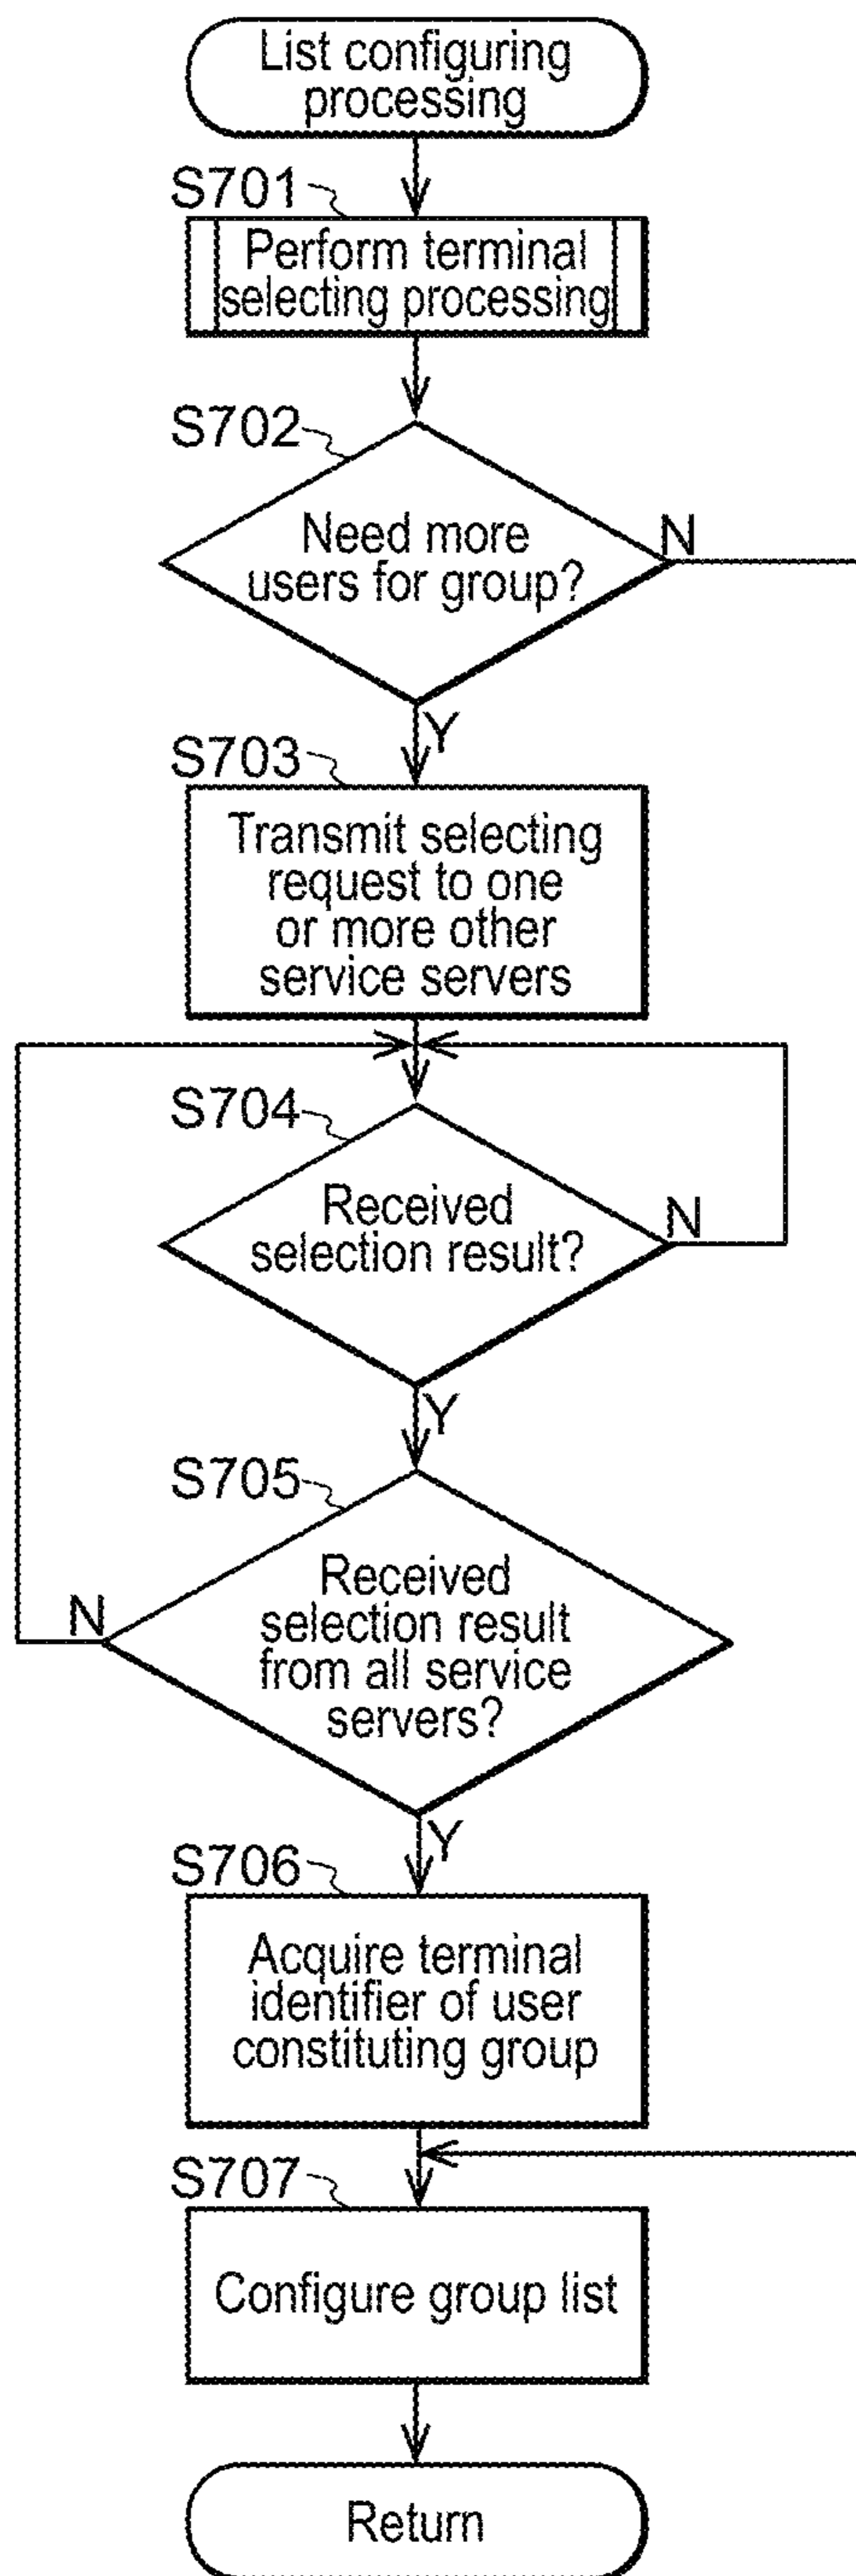 List configuring
processing
S701
Perform terminal
selecting processing
S702
Need more
users for group?
N
Y
S703
Transmit selecting
request to one
or more other
service servers
S704
Received
selection result?
N
Y
S705
Received
selection result
from all service
servers?
N
Y
S706
Acquire terminal
identifier of user
constituting group
S707
Configure group list
Return